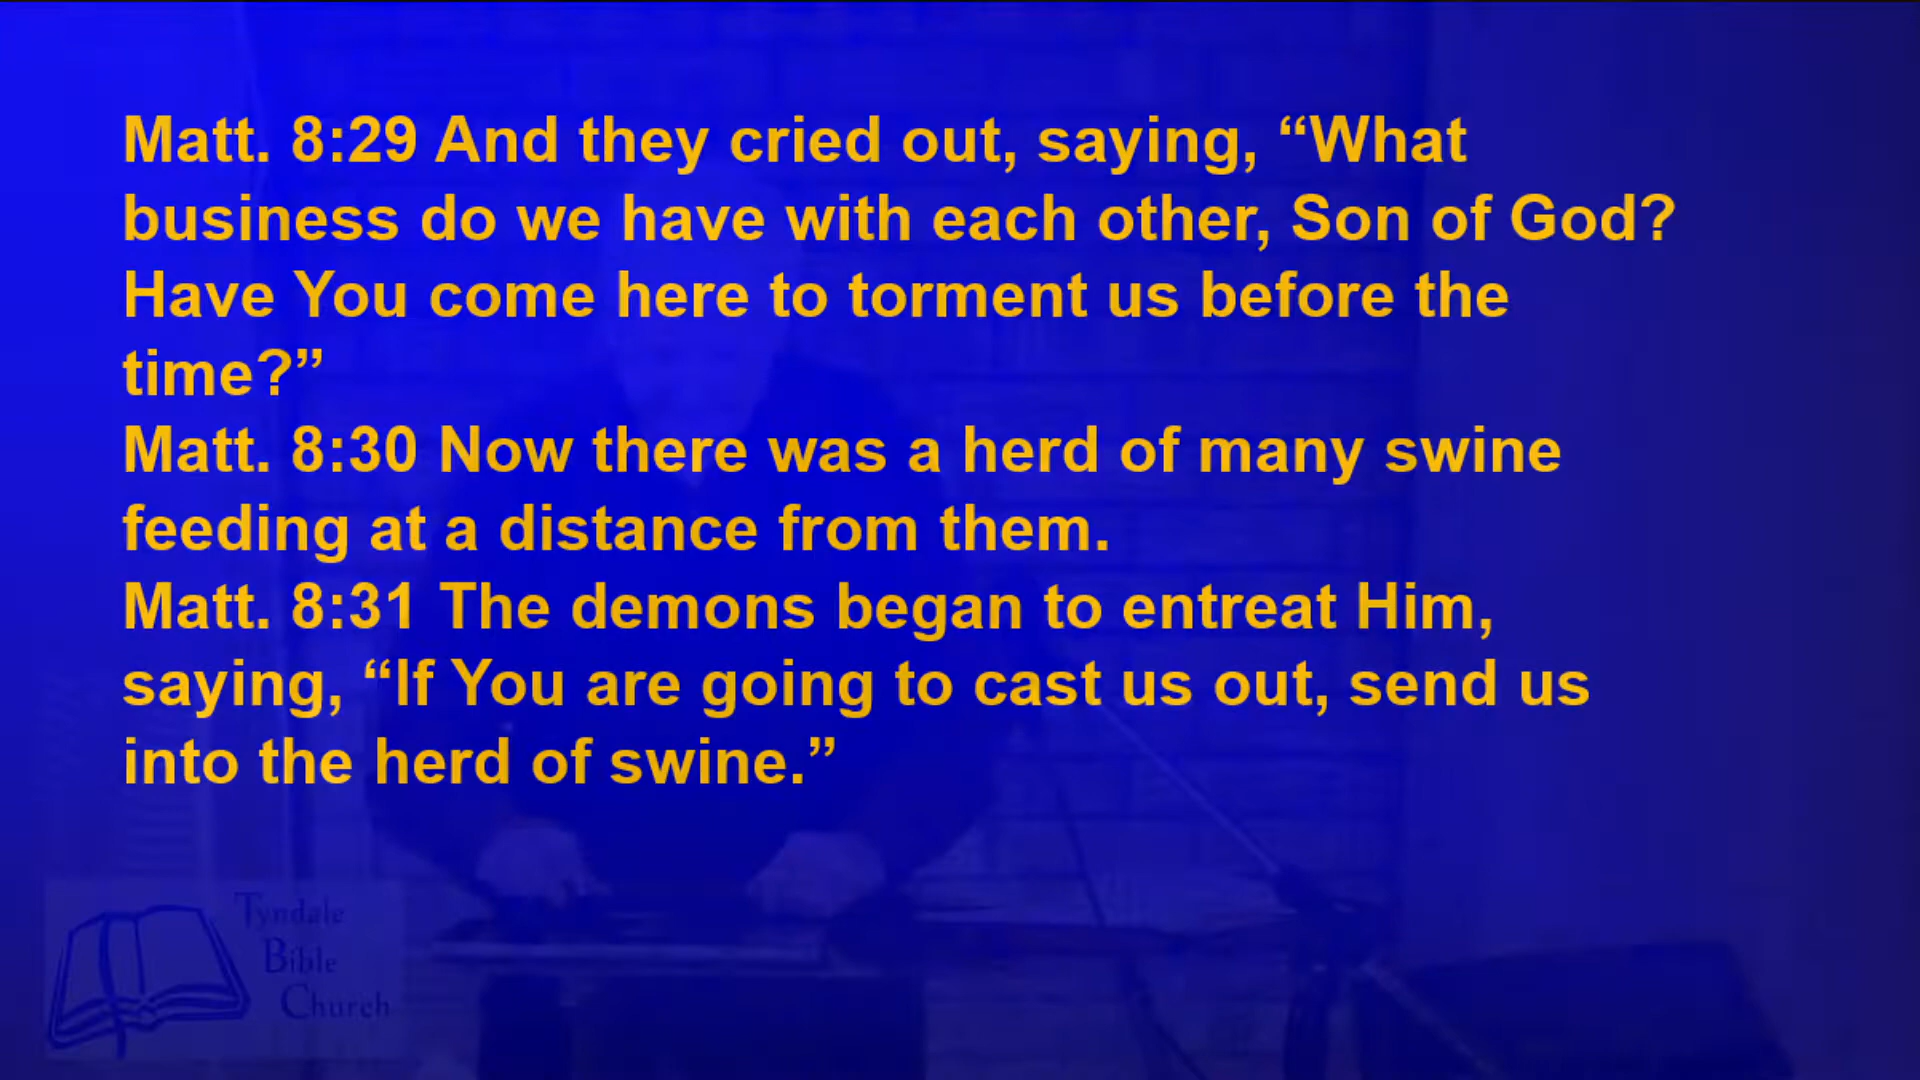 Matt. 8:29 And they cried out, saying, “What
business do we have with each other, Son of God?
Have You come here to torment us before the
time?”
Matt. 8:30 Now there was a herd of many swine
feeding at a distance from them.
Matt. 8:31 The demons began to entreat Him,
saying, “If You are going to cast us out, send us
into the herd of swine.”
Tyndale
Bible
Church